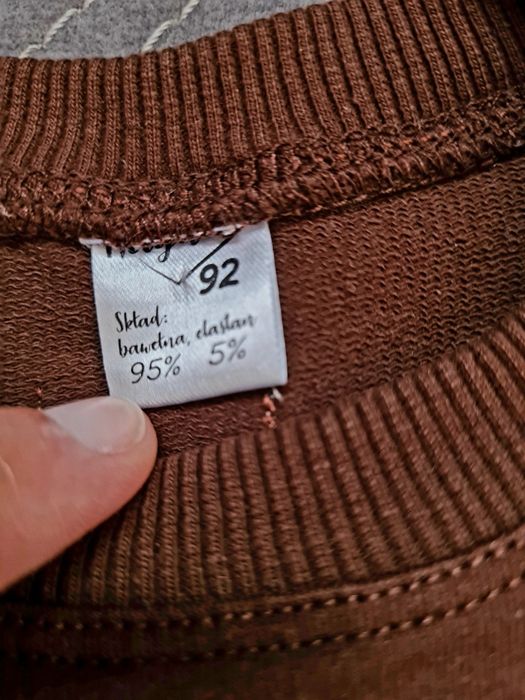 92
Skład:
bawełna, elastan
95% 5%